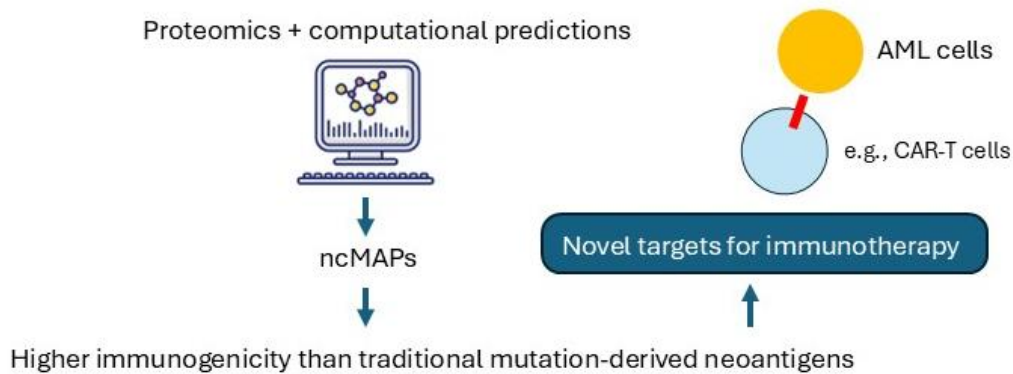 Proteomics + computational predictions
AML cells
e.g., CAR-T cells
ncMAPs
Novel targets for immunotherapy
Higher immunogenicity than traditional mutation-derived neoantigens